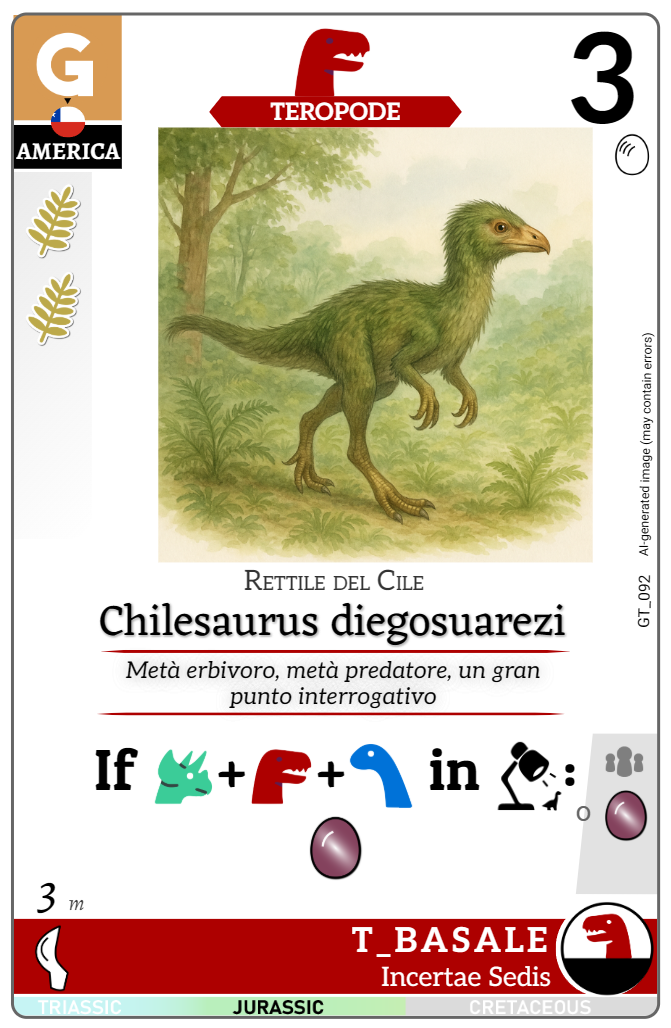 G
AMERICA
TEROPODE
3
AI-generated image (may contain errors)
GT_092
Rettile del Cile
Chilesaurus diegosuarezi
Metà erbivoro, metà predatore, un gran
punto interrogativo
If + + in :
o
3 m
T_BASALE
Incertae Sedis
TRIASSIC JURASSIC CRETACEOUS